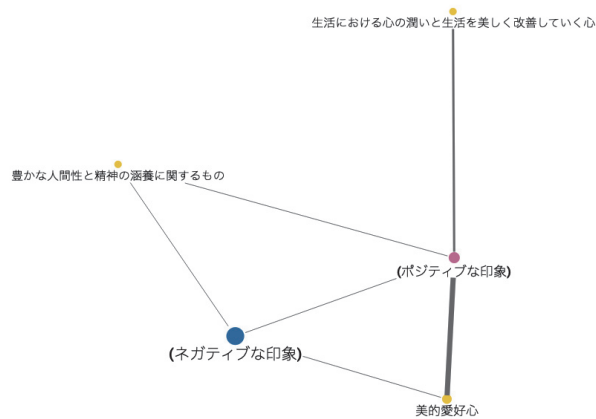 生活における心の潤いと生活を美しく改善していく心
豊かな人間性と精神の涵養に関するもの
(ポジティブな印象)
(ネガティブな印象)
美的愛好心